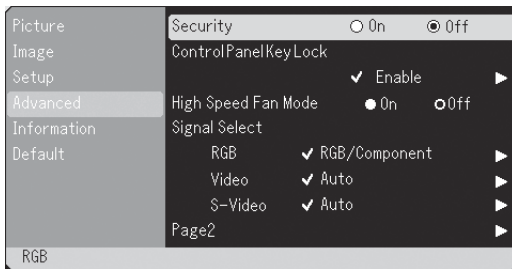 Picture
Image
Setup
Advanced
Information
Default
Security On Off
ControlPanelKeyLock
Enable
High Speed Fan Mode On Off
Signal Select
RGB RGB/Component
Video Auto
S-Video Auto
Page2
RGB